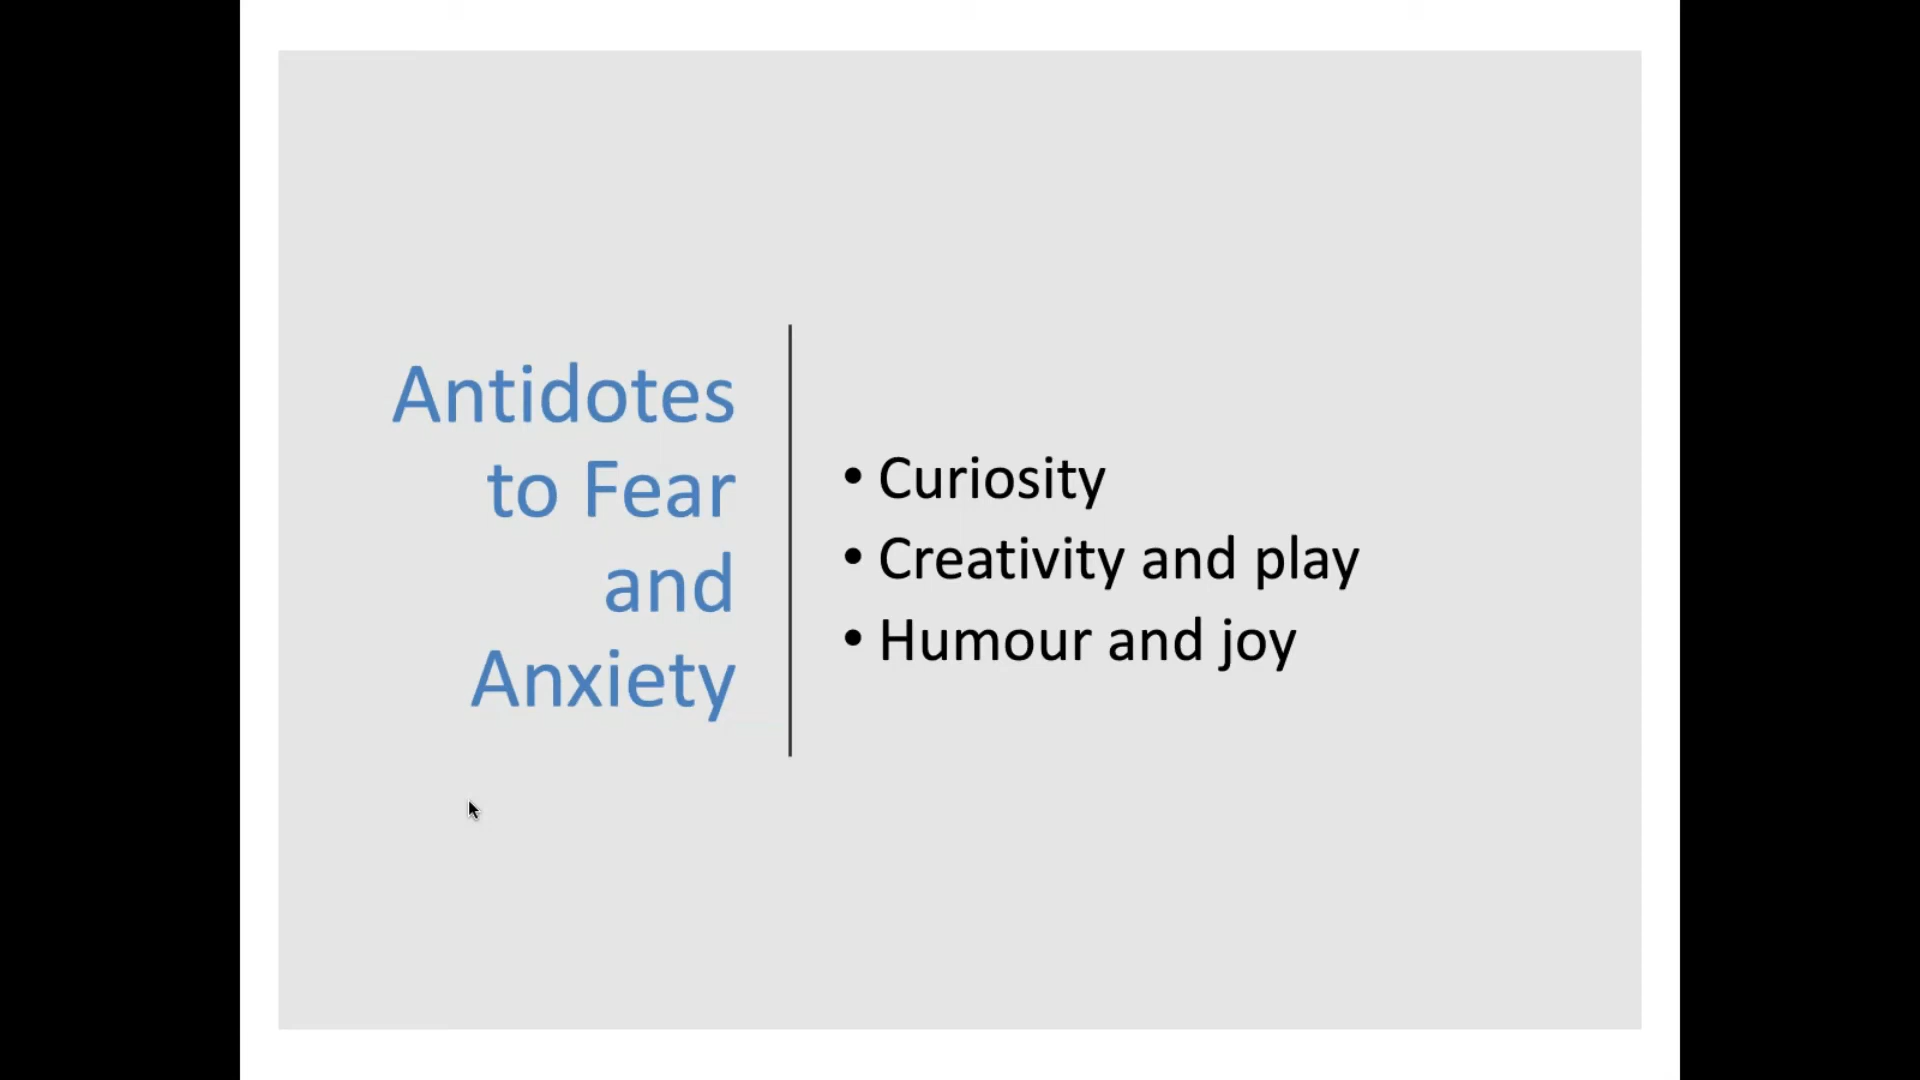 Antidotes
to Fear
and
Anxiety
• Curiosity
• Creativity and play
• Humour and joy